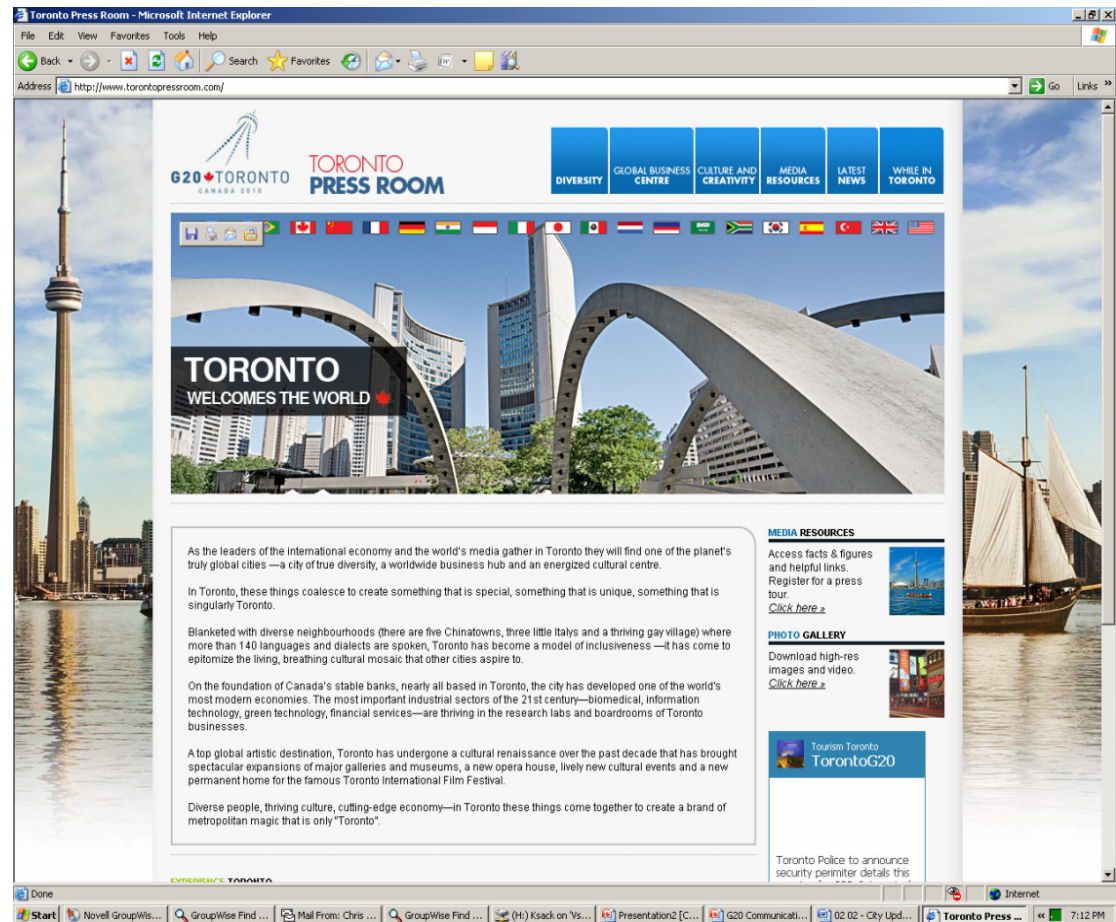 Toronto Press Room - Microsoft Internet Explorer
File Edit View Favorites Tools Help
Back Search Favorites
Address http://www.torontopressroom.com/ Go Links »
G20 TORONTO
CANADA 2010
TORONTO
PRESS ROOM
DIVERSITY
GLOBAL BUSINESS
CENTRE
CULTURE AND
CREATIVITY
MEDIA
RESOURCES
LATEST
NEWS
WHILE IN
TORONTO
TORONTO
WELCOMES THE WORLD
As the leaders of the international economy and the world's media gather in Toronto they will find one of the planet's
truly global cities —a city of true diversity, a worldwide business hub and an energized cultural centre.
In Toronto, these things coalesce to create something that is special, something that is unique, something that is
singularly Toronto.
Blanketed with diverse neighbourhoods (there are five Chinatowns, three little Italys and a thriving gay village) where
more than 140 languages and dialects are spoken, Toronto has become a model of inclusiveness —it has come to
epitomize the living, breathing cultural mosaic that other cities aspire to.
On the foundation of Canada's stable banks, nearly all based in Toronto, the city has developed one of the world's
most modern economies. The most important industrial sectors of the 21st century—biomedical, information
technology, green technology, financial services—are thriving in the research labs and boardrooms of Toronto
businesses.
A top global artistic destination, Toronto has undergone a cultural renaissance over the past decade that has brought
spectacular expansions of major galleries and museums, a new opera house, lively new cultural events and a new
permanent home for the famous Toronto International Film Festival.
Diverse people, thriving culture, cutting-edge economy—in Toronto these things come together to create a brand of
metropolitan magic that is only "Toronto".
EXPERIENCE TORONTO
MEDIA RESOURCES
Access facts & figures
and helpful links.
Register for a press
tour.
Click here »
PHOTO GALLERY
Download high-res
images and video.
Click here »
Tourism Toronto
TorontoG20
Toronto Police to announce
security perimiter details this
Done Internet
Start Novell GroupWis... GroupWise Find ... Mail From: Chris ... GroupWise Find ... (H:) Ksack on 'Vs... Presentation2 [C... G20 Communicati... 02 02 - City Upd... Toronto Press ... « 7:12 PM